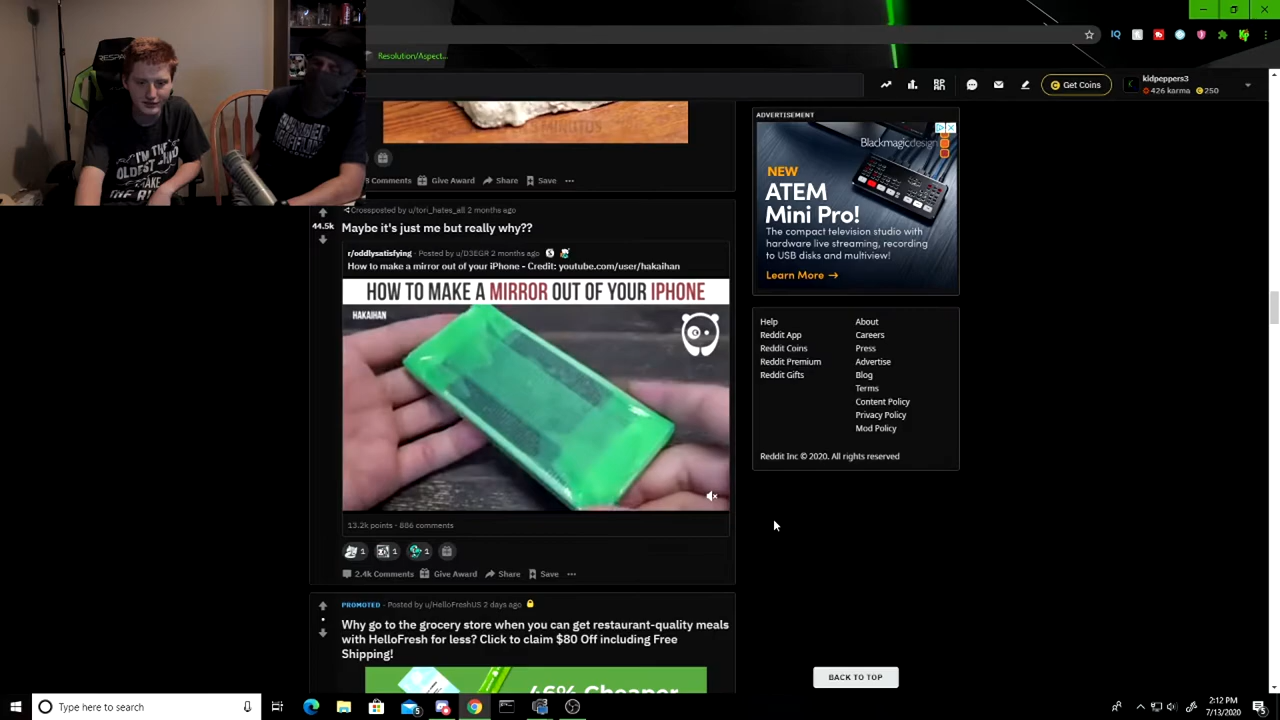 Resolution/Aspect...
Get Coins
kidpeppers3
426 karma
250
Comments
Give Award
Share
Save
44.5k
Crossposted by u/tori_hates_all 2 months ago
Maybe it's just me but really why??
r/oddlysatisfying · Posted by u/D3EGR 2 months ago
How to make a mirror out of your iPhone - Credit: youtube.com/user/hakaihan
HOW TO MAKE A MIRROR OUT OF YOUR IPHONE
HAKAIHAN
13.2k points · 886 comments
1
1
1
2.4k Comments
Give Award
Share
Save
PROMOTED · Posted by u/HelloFreshUS 2 days ago
Why go to the grocery store when you can get restaurant-quality meals
with HelloFresh for less? Click to claim $80 Off including Free
Shipping!
46% Cheaper
ADVERTISEMENT
Blackmagicdesign
NEW
ATEM
Mini Pro!
The compact television studio with
hardware live streaming, recording
to USB disks and multiview!
Learn More →
Help
Reddit App
Reddit Coins
Reddit Premium
Reddit Gifts
About
Careers
Press
Advertise
Blog
Terms
Content Policy
Privacy Policy
Mod Policy
Reddit Inc © 2020. All rights reserved
BACK TO TOP
Type here to search
2:12 PM
7/13/2020